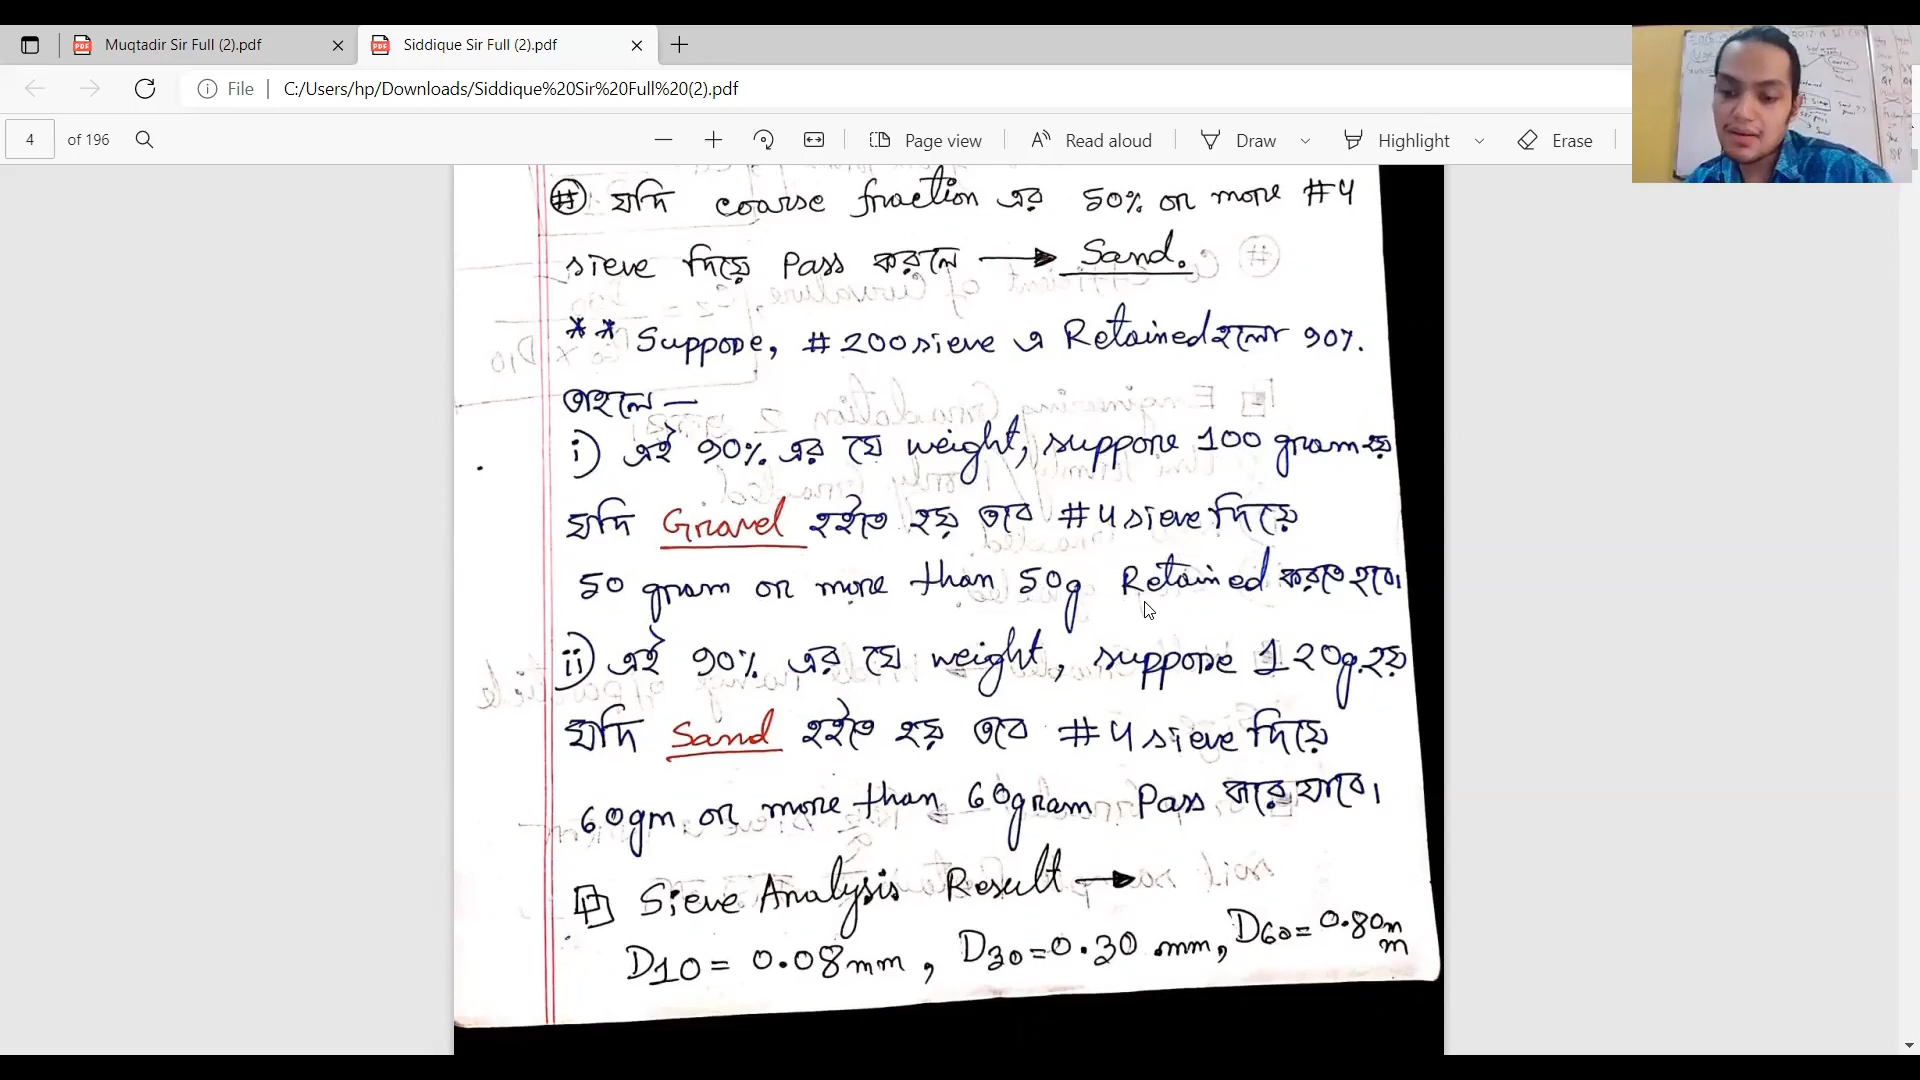 Muqtadir Sir Full (2).pdf
Siddique Sir Full (2).pdf
File
C:/Users/hp/Downloads/Siddique%20Sir%20Full%20(2).pdf
4 of 196
Page view
Read aloud
Draw
Highlight
Erase
# যদি coarse fraction এর 50% or more #4
sieve দিয়ে Pass করলে → Sand.
** Suppose, #200 sieve এ Retained হলো 90%.
তাহলে —
i) এই 90% এর যে weight, suppose 100 gram হয়
যদি Gravel হইতে হয় তবে #4 sieve দিয়ে
50 gram or more than 50g Retained করতে হবে।
ii) এই 90% এর যে weight, suppose 120g. হয়
যদি Sand হইতে হয় তবে #4 sieve দিয়ে
60gm or more than 60gram Pass করে যাবে।
Sieve Analysis Result →
D10 = 0.08mm, D30=0.30 mm, D60=0.80mm